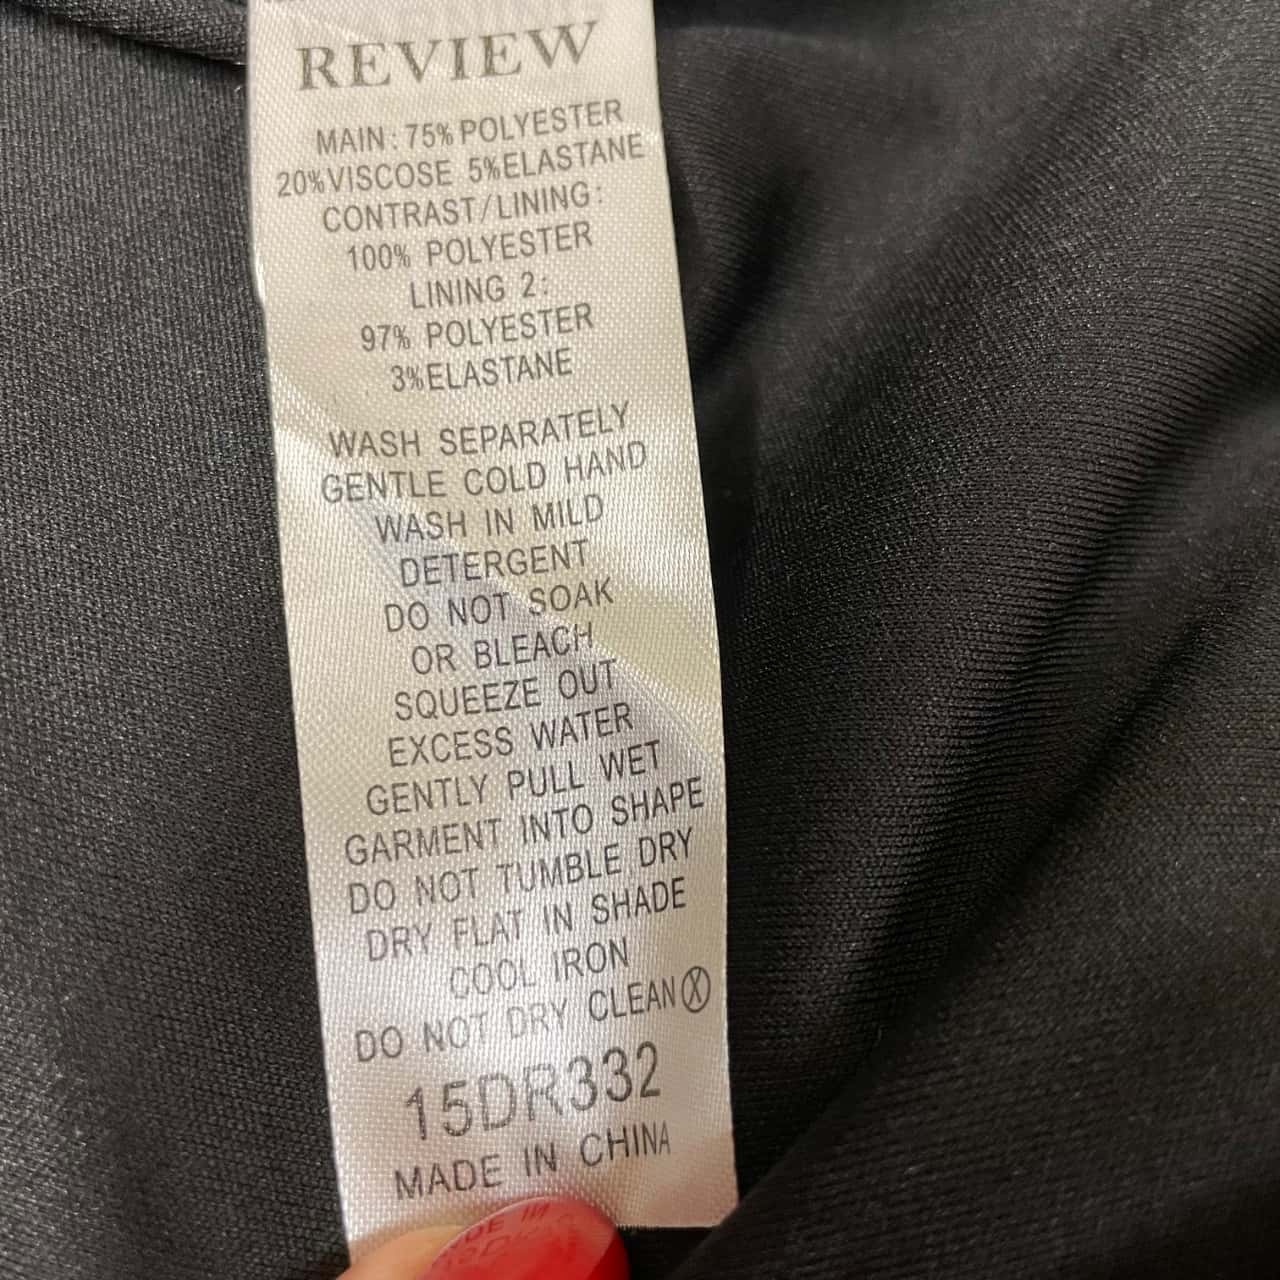 REVIEW
MAIN: 75% POLYESTER
20% VISCOSE 5% ELASTANE
CONTRAST/LINING:
100% POLYESTER
LINING 2:
97% POLYESTER
3% ELASTANE
WASH SEPARATELY
GENTLE COLD HAND
WASH IN MILD
DETERGENT
DO NOT SOAK
OR BLEACH
SQUEEZE OUT
EXCESS WATER
GENTLY PULL WET
GARMENT INTO SHAPE
DO NOT TUMBLE DRY
DRY FLAT IN SHADE
COOL IRON
DO NOT DRY CLEAN Ⓧ
15DR332
MADE IN CHINA